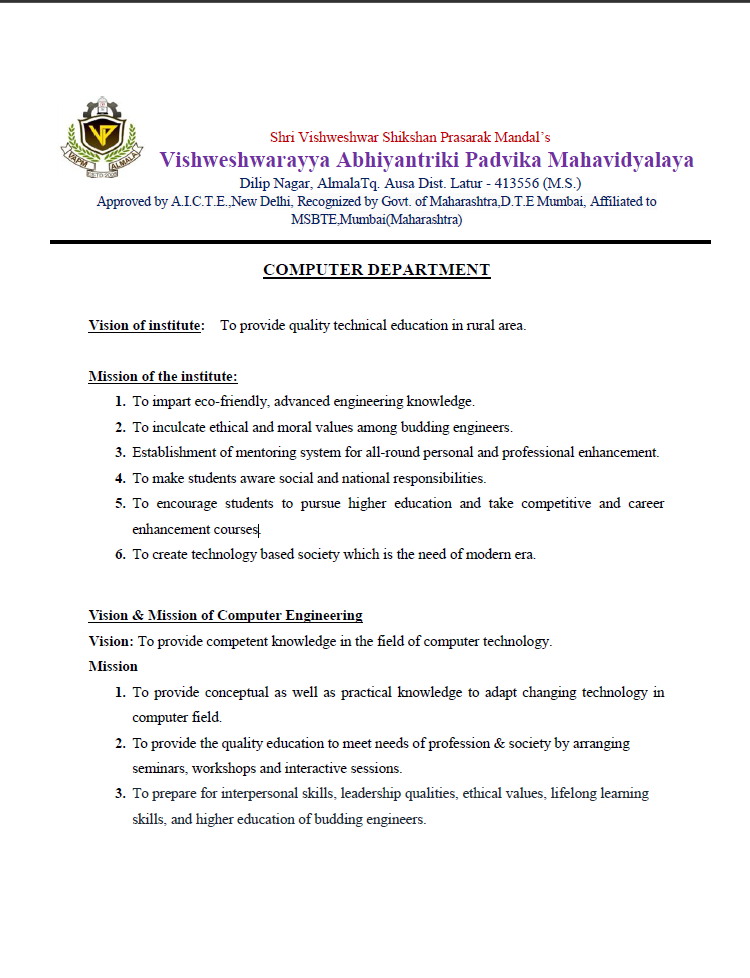 VP
VAPM ALMALA
Shri Vishweshwar Shikshan Prasarak Mandal's
Vishweshwarayya Abhiyantriki Padvika Mahavidyalaya
Dilip Nagar, AlmalaTq. Ausa Dist. Latur - 413556 (M.S.)
Approved by A.I.C.T.E.,New Delhi, Recognized by Govt. of Maharashtra,D.T.E Mumbai, Affiliated to
MSBTE,Mumbai(Maharashtra)
COMPUTER DEPARTMENT
Vision of institute: To provide quality technical education in rural area.
Mission of the institute:
1. To impart eco-friendly, advanced engineering knowledge.
2. To inculcate ethical and moral values among budding engineers.
3. Establishment of mentoring system for all-round personal and professional enhancement.
4. To make students aware social and national responsibilities.
5. To encourage students to pursue higher education and take competitive and career
enhancement courses
6. To create technology based society which is the need of modern era.
Vision & Mission of Computer Engineering
Vision: To provide competent knowledge in the field of computer technology.
Mission
1. To provide conceptual as well as practical knowledge to adapt changing technology in
computer field.
2. To provide the quality education to meet needs of profession & society by arranging
seminars, workshops and interactive sessions.
3. To prepare for interpersonal skills, leadership qualities, ethical values, lifelong learning
skills, and higher education of budding engineers.